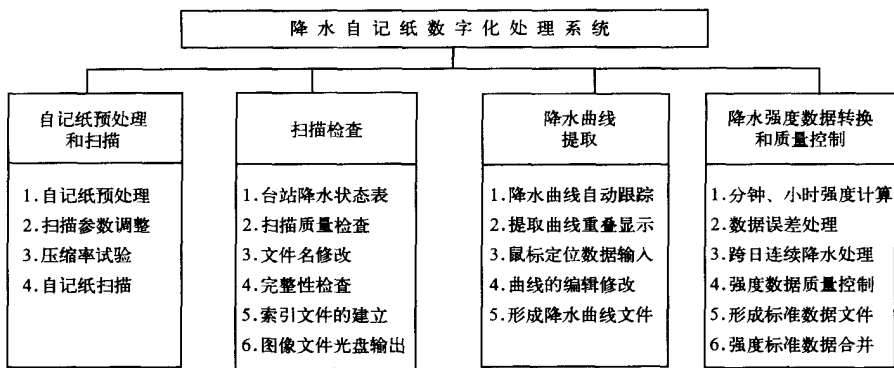 降水自记纸数字化处理系统
自记纸预处理
和扫描
1.自记纸预处理
2.扫描参数调整
3.压缩率试验
4.自记纸扫描
扫描检查
1.台站降水状态表
2.扫描质量检查
3.文件名修改
4.完整性检查
5.索引文件的建立
6.图像文件光盘输出
降水曲线
提取
1.降水曲线自动跟踪
2.提取曲线重叠显示
3.鼠标定位数据输入
4.曲线的编辑修改
5.形成降水曲线文件
降水强度数据转换
和质量控制
1.分钟、小时强度计算
2.数据误差处理
3.跨日连续降水处理
4.强度数据质量控制
5.形成标准数据文件
6.强度标准数据合并